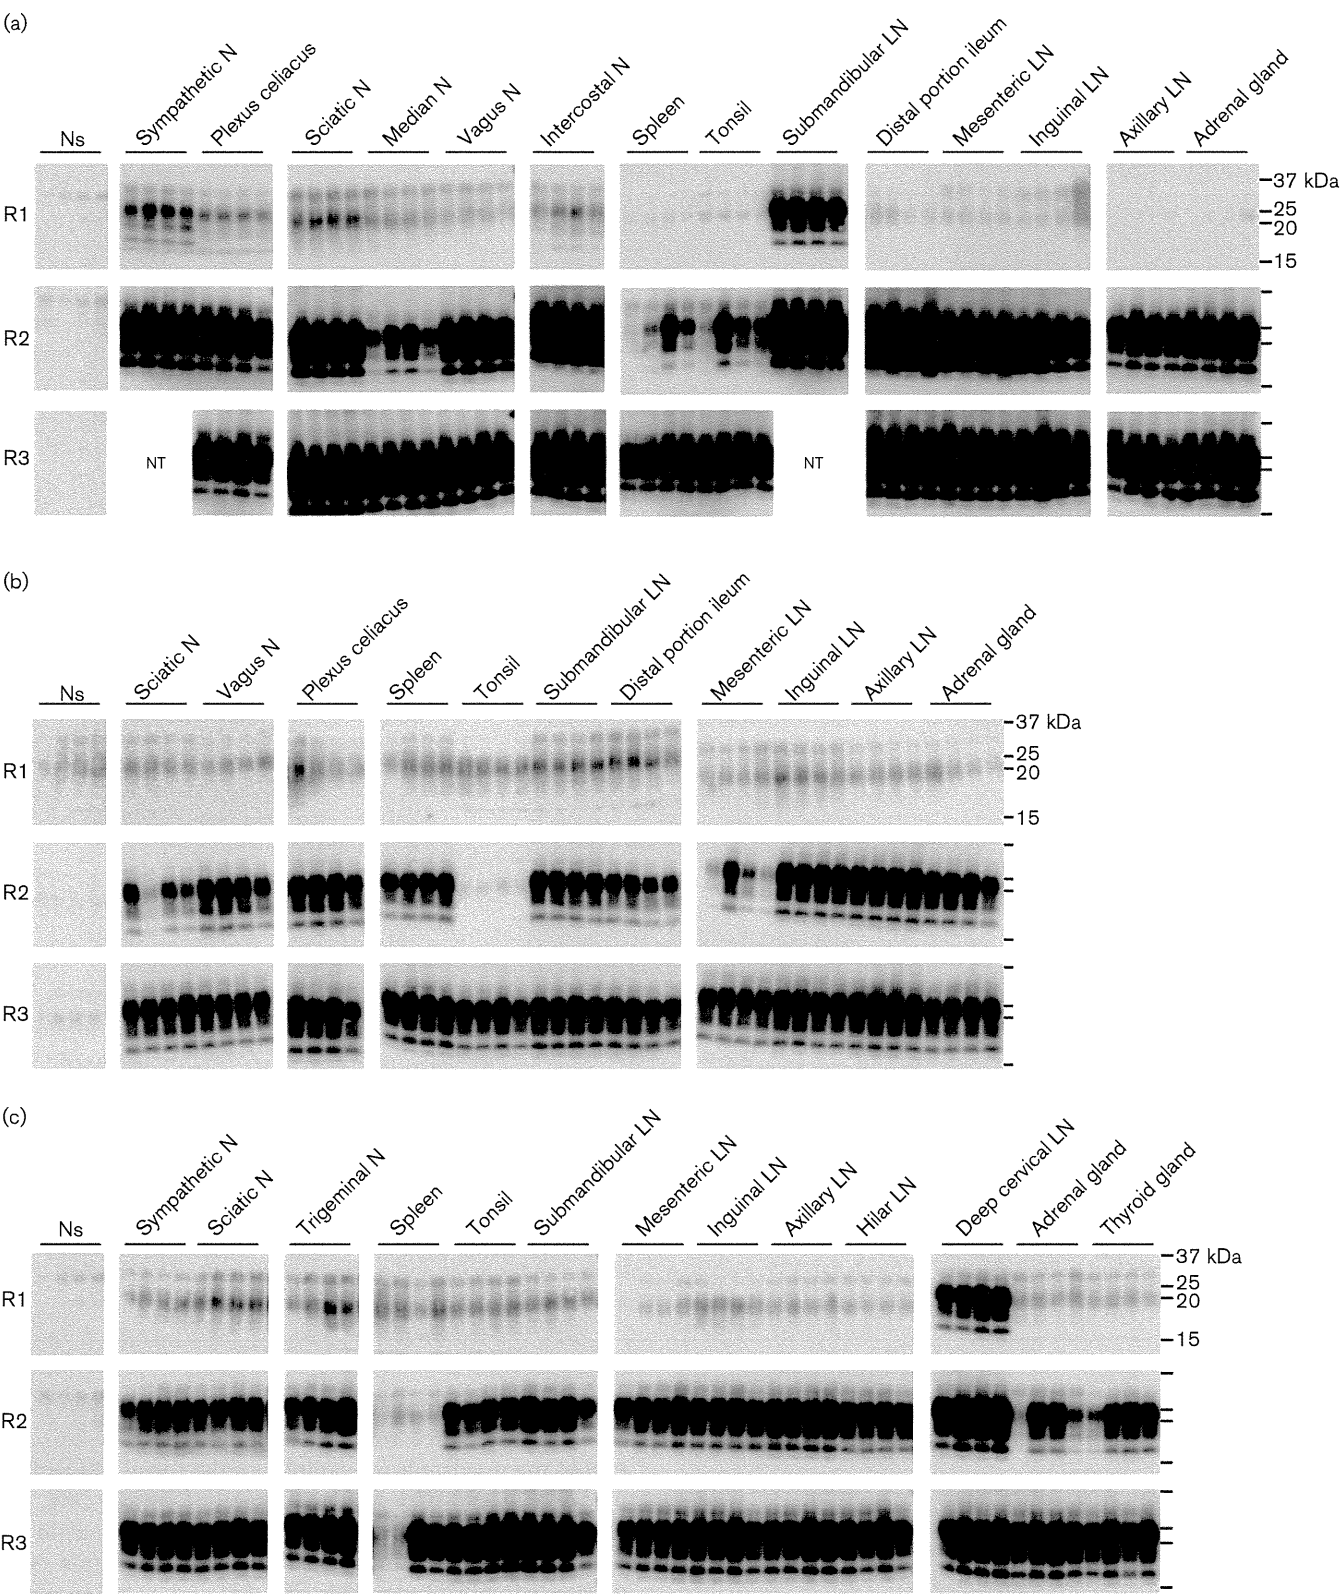 (a)
Ns Sympathetic N Plexus celiacus Sciatic N Median N Vagus N Intercostal N Spleen Tonsil Submandibular LN Distal portion ileum Mesenteric LN Inguinal LN Axillary LN Adrenal gland
37 kDa
R1
25
20
15
R2
R3
NT NT
(b)
Ns Sciatic N Vagus N Plexus celiacus Spleen Tonsil Submandibular LN Distal portion ileum Mesenteric LN Inguinal LN Axillary LN Adrenal gland
37 kDa
25
R1
20
15
R2
R3
(c)
Ns Sympathetic N Sciatic N Trigeminal N Spleen Tonsil Submandibular LN Mesenteric LN Inguinal LN Axillary LN Hilar LN Deep cervical LN Adrenal gland Thyroid gland
37 kDa
25
R1
20
15
R2
R3